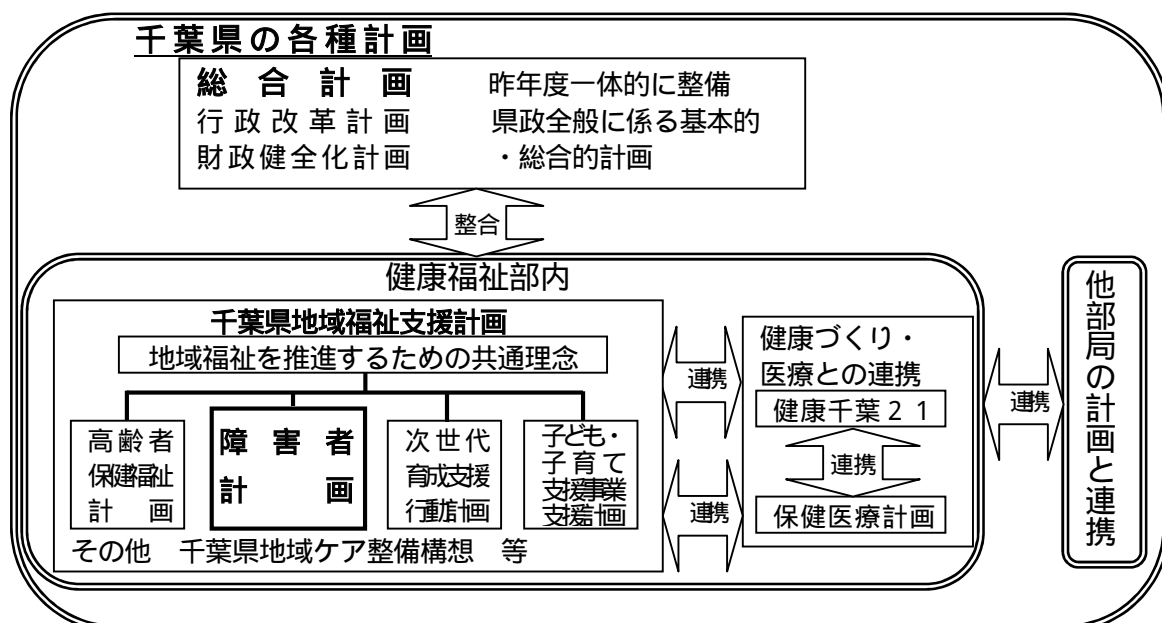 千葉県の各種計画
総合計画 昨年度一体的に整備
行政改革計画 県政全般に係る基本的
財政健全化計画 ・総合的計画
整合
健康福祉部内
千葉県地域福祉支援計画
地域福祉を推進するための共通理念
高齢者
保健福祉
計画
障害者
計画
次世代
育成支援
行動計画
子ども・
子育て
支援事業
支援計画
その他 千葉県地域ケア整備構想 等
連携
連携
健康づくり・
医療との連携
健康千葉21
連携
保健医療計画
連携
他部局の計画と連携